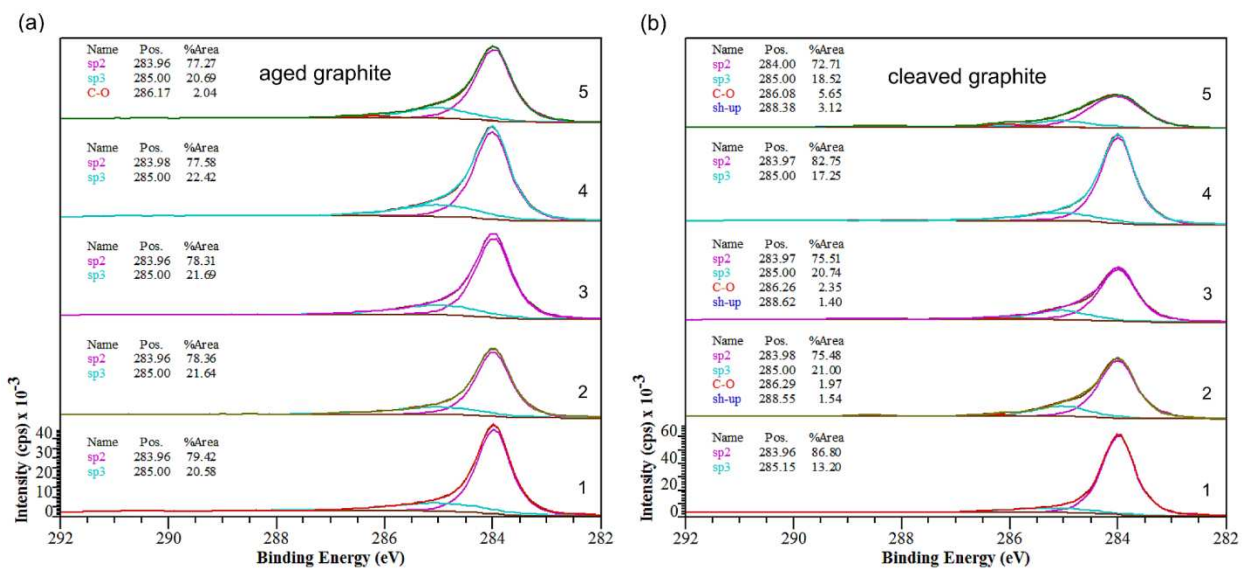 (a)
aged graphite
Name Pos. %Area
sp2 283.96 77.27
sp3 285.00 20.69
C-O 286.17 2.04
5
Name Pos. %Area
sp2 283.98 77.58
sp3 285.00 22.42
4
Name Pos. %Area
sp2 283.96 78.31
sp3 285.00 21.69
3
Name Pos. %Area
sp2 283.96 78.36
sp3 285.00 21.64
2
Name Pos. %Area
sp2 283.96 79.42
sp3 285.00 20.58
1
Intensity (cps) x 10⁻³
40
30
20
10
0
292 290 288 286 284 282
Binding Energy (eV)
(b)
cleaved graphite
Name Pos. %Area
sp2 284.00 72.71
sp3 285.00 18.52
C-O 286.08 5.65
sh-up 288.38 3.12
5
Name Pos. %Area
sp2 283.97 82.75
sp3 285.00 17.25
4
Name Pos. %Area
sp2 283.97 75.51
sp3 285.00 20.74
C-O 286.26 2.35
sh-up 288.62 1.40
3
Name Pos. %Area
sp2 283.98 75.48
sp3 285.00 21.00
C-O 286.29 1.97
sh-up 288.55 1.54
2
Name Pos. %Area
sp2 283.96 86.80
sp3 285.15 13.20
1
Intensity (cps) x 10⁻³
60
40
20
0
292 290 288 286 284 282
Binding Energy (eV)